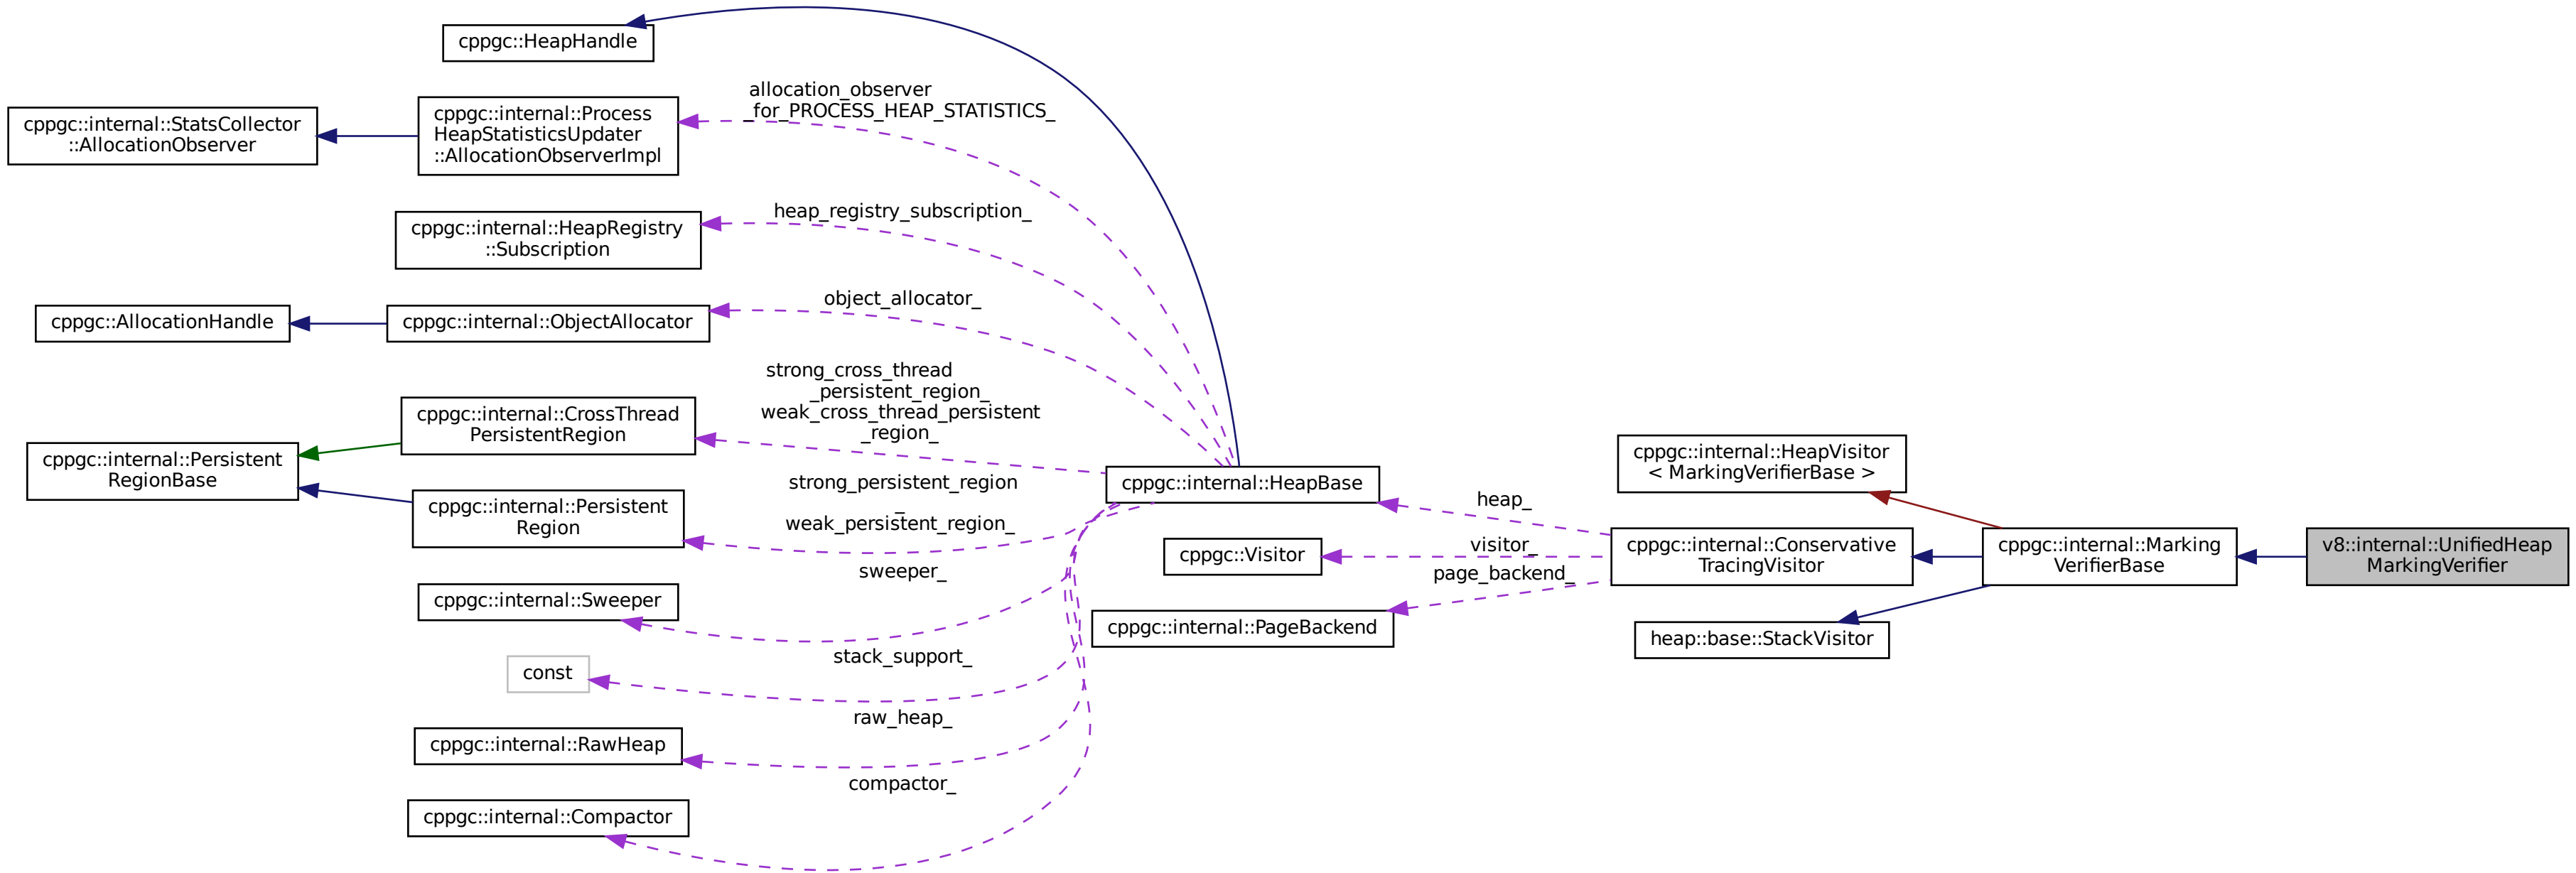 cppgc::HeapHandle
allocation_observer
_for_PROCESS_HEAP_STATISTICS_
cppgc::internal::StatsCollector
::AllocationObserver
cppgc::internal::Process
HeapStatisticsUpdater
::AllocationObserverImpl
heap_registry_subscription_
cppgc::internal::HeapRegistry
::Subscription
object_allocator_
cppgc::AllocationHandle
cppgc::internal::ObjectAllocator
strong_cross_thread
_persistent_region_
weak_cross_thread_persistent
_region_
cppgc::internal::CrossThread
PersistentRegion
cppgc::internal::Persistent
RegionBase
strong_persistent_region
_
weak_persistent_region_
cppgc::internal::Persistent
Region
sweeper_
cppgc::internal::Sweeper
stack_support_
const
raw_heap_
cppgc::internal::RawHeap
compactor_
cppgc::internal::Compactor
cppgc::internal::HeapBase
heap_
cppgc::Visitor
visitor_
page_backend_
cppgc::internal::PageBackend
cppgc::internal::HeapVisitor
< MarkingVerifierBase >
cppgc::internal::Conservative
TracingVisitor
heap::base::StackVisitor
cppgc::internal::Marking
VerifierBase
v8::internal::UnifiedHeap
MarkingVerifier